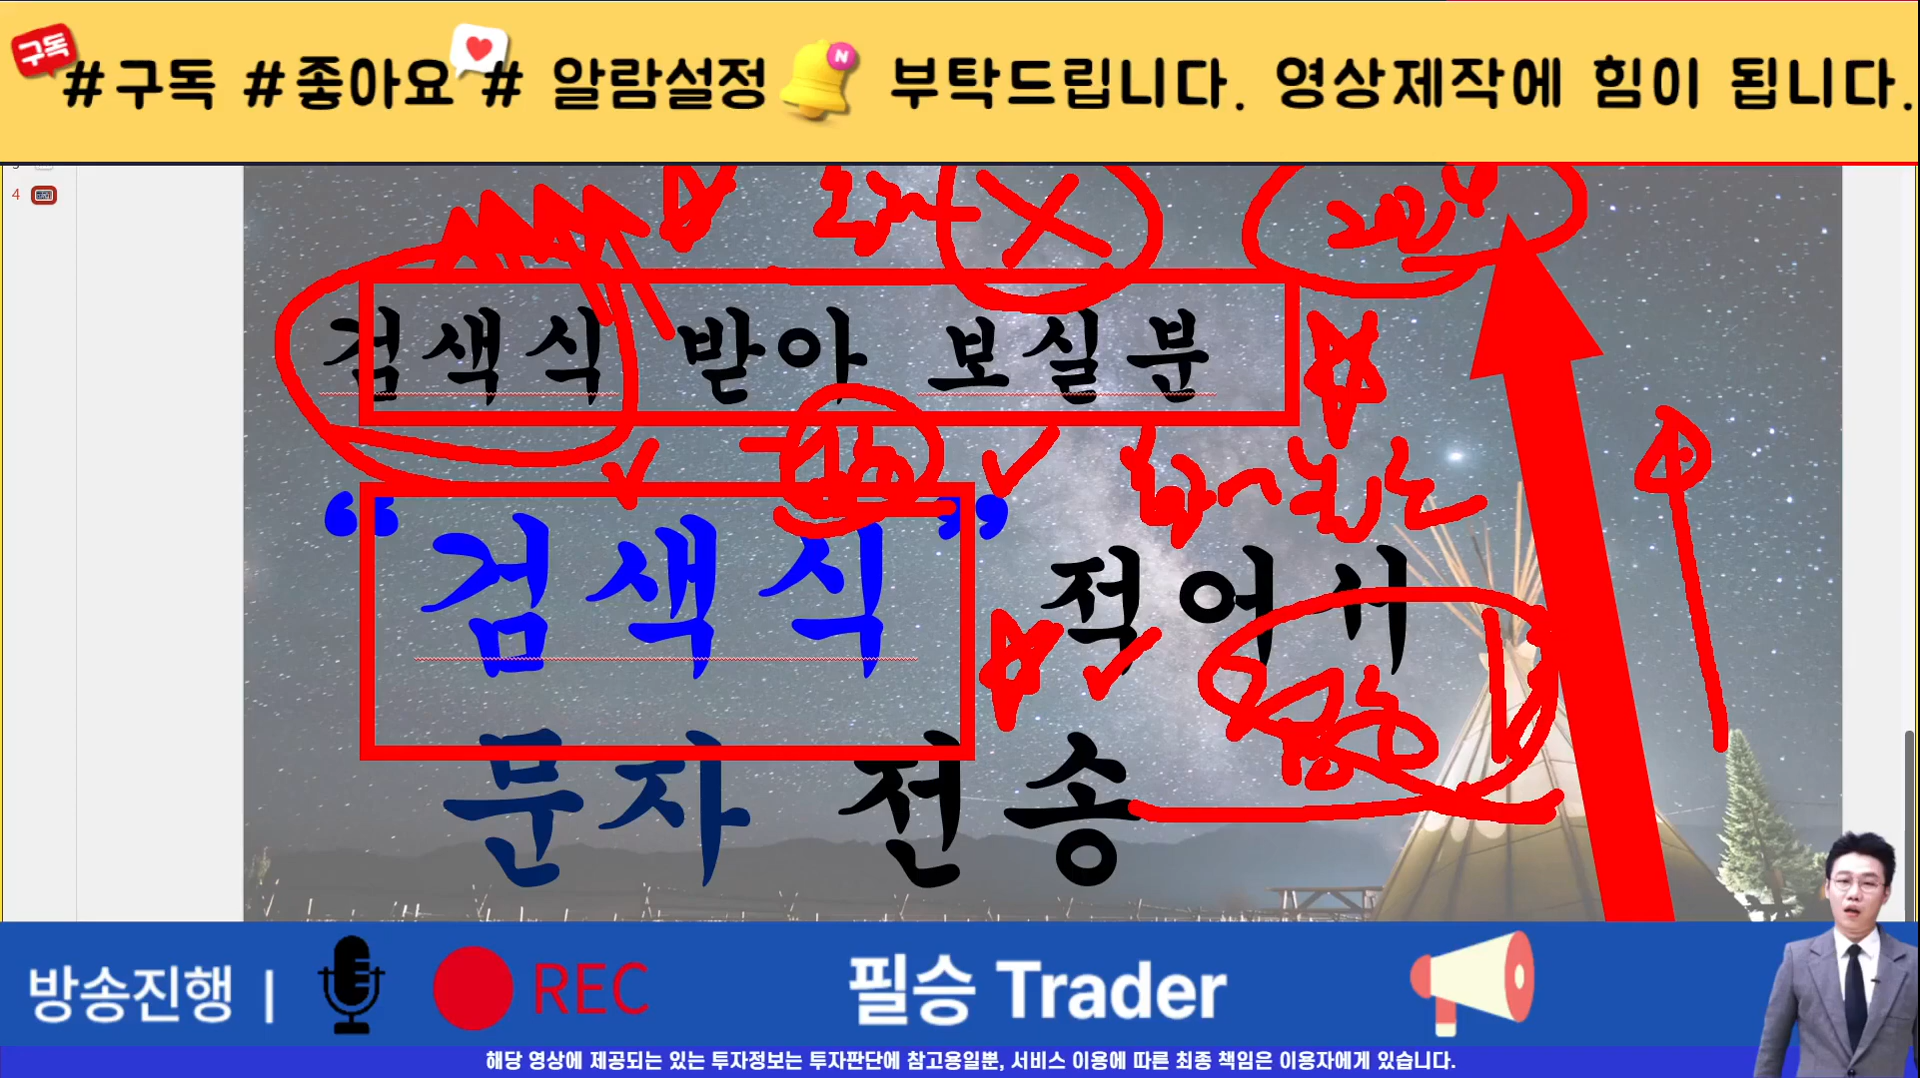 구독
#구독 #좋아요 # 알람설정 N 부탁드립니다. 영상제작에 힘이 됩니다.
4
검색식 받아 보실분
“검색식” 적어서
문자 전송
방송진행 | REC 필승 Trader
해당 영상에 제공되는 있는 투자정보는 투자판단에 참고용일뿐, 서비스 이용에 따른 최종 책임은 이용자에게 있습니다.